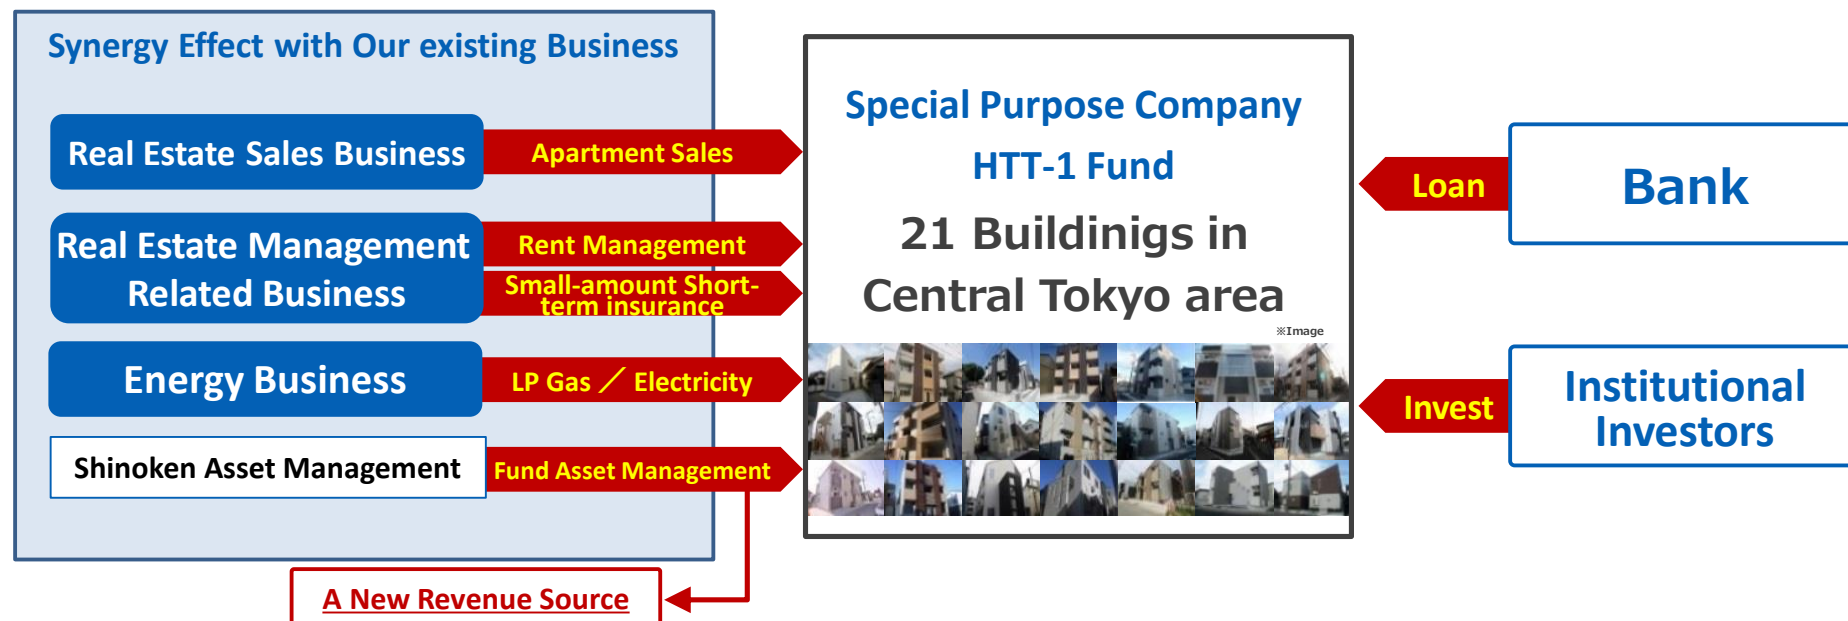 Synergy Effect with Our existing Business
Real Estate Sales Business
Apartment Sales
Real Estate Management
Related Business
Rent Management
Small-amount Short-
term insurance
Energy Business
LP Gas ／ Electricity
Shinoken Asset Management
Fund Asset Management
A New Revenue Source
Special Purpose Company
HTT-1 Fund
21 Buildinigs in
Central Tokyo area
※Image
Loan
Bank
Invest
Institutional
Investors